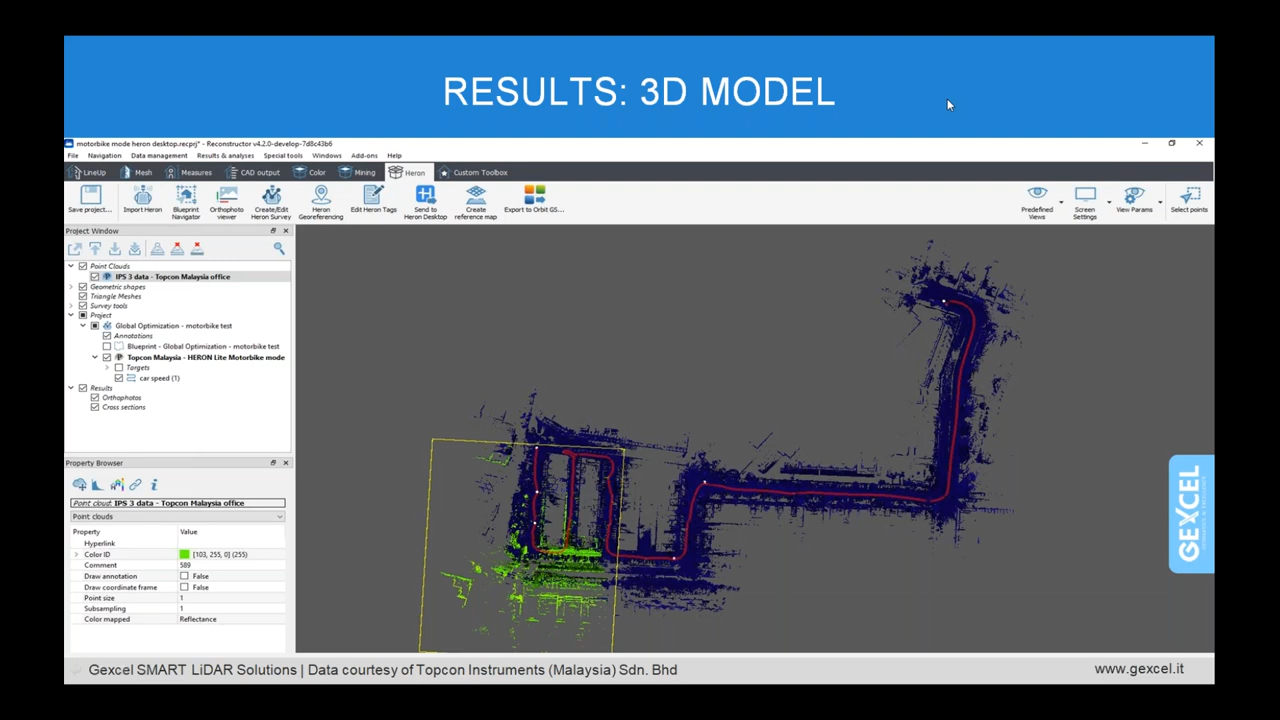 RESULTS: 3D MODEL
motorbike mode heron desktop.recprj* - Reconstructor v4.2.0-develop-7d8c43b6
File Navigation Data management Results & analyses Special tools Windows Add-ons Help
LineUp Mesh Measures CAD output Color Mining Heron Custom Toolbox
Save project... Import Heron Blueprint Navigator Orthophoto viewer Create/Edit Heron Survey Heron Georeferencing Edit Heron Tags Send to Heron Desktop Create reference map Export to Orbit GS... Predefined Views Screen Settings View Params Select points
Project Window
Point Clouds
IPS 3 data - Topcon Malaysia office
Geometric shapes
Triangle Meshes
Survey tools
Project
Global Optimization - motorbike test
Annotations
Blueprint - Global Optimization - motorbike test
Topcon Malaysia - HERON Lite Motorbike mode
Targets
car speed (1)
Results
Orthophotos
Cross sections
Property Browser
Point cloud: IPS 3 data - Topcon Malaysia office
Point clouds
Property Value
Hyperlink
Color ID [103, 255, 0] (255)
Comment 589
Draw annotation False
Draw coordinate frame False
Point size 1
Subsampling 1
Color mapped Reflectance
GEXCEL
Gexcel SMART LiDAR Solutions | Data courtesy of Topcon Instruments (Malaysia) Sdn. Bhd
www.gexcel.it